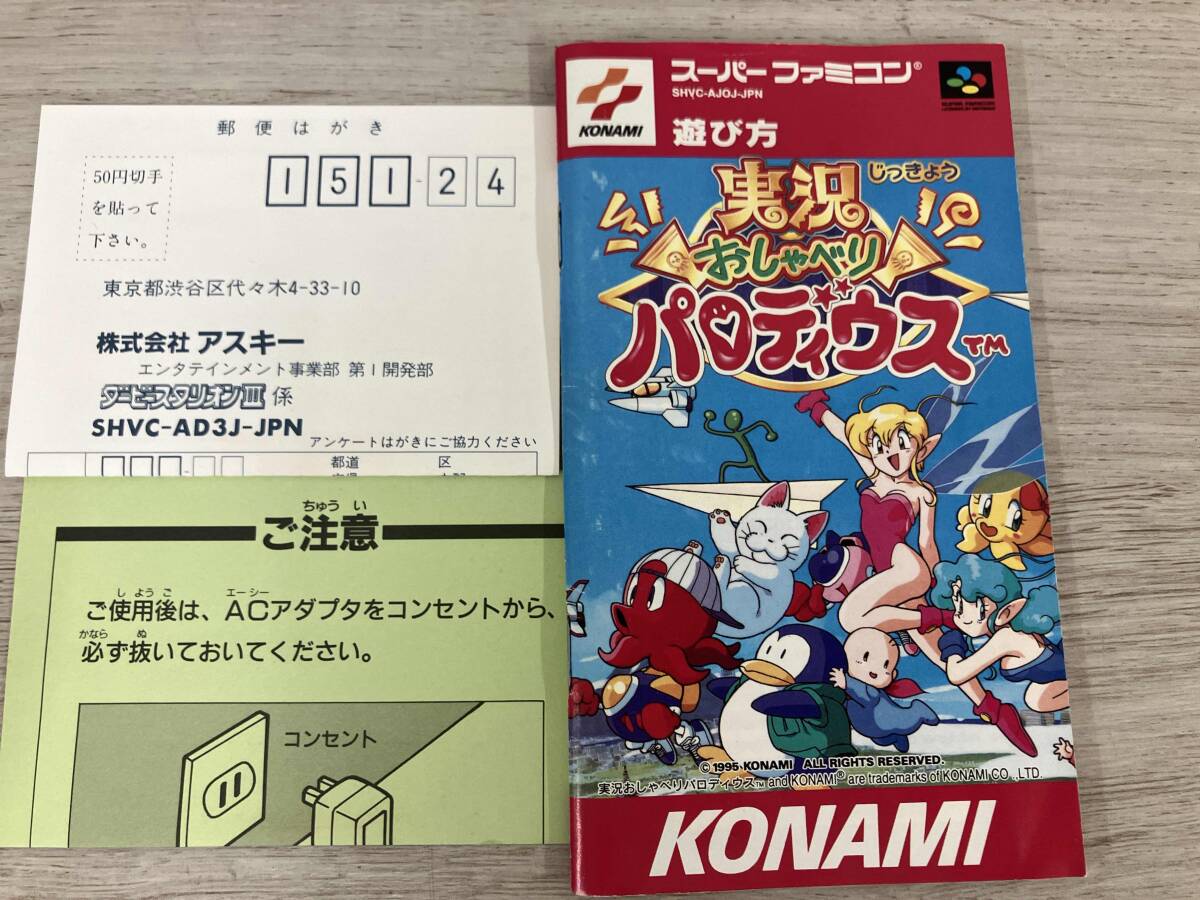 郵便はがき
50円切手
を貼って
下さい。
151-24
東京都渋谷区代々木4-33-10
株式会社 アスキー
エンタテインメント事業部 第1開発部
ダービースタリオンIII係
SHVC-AD3J-JPN
アンケートはがきにご協力ください
都道
区
ちゅう い
ご注意
しようご
エーシー
ご使用後は、ACアダプタをコンセントから、
かなら ぬ
必ず抜いておいてください。
コンセント
KONAMI
スーパーファミコン®
SHVC-AJOJ-JPN
遊び方
SUPER FAMICOM
じっきょう
実況
おしゃべり
パロディウス™
©1995 KONAMI ALL RIGHTS RESERVED.
実況おしゃべりパロディウス™ and KONAMI® are trademarks of KONAMI CO.,LTD.
KONAMI